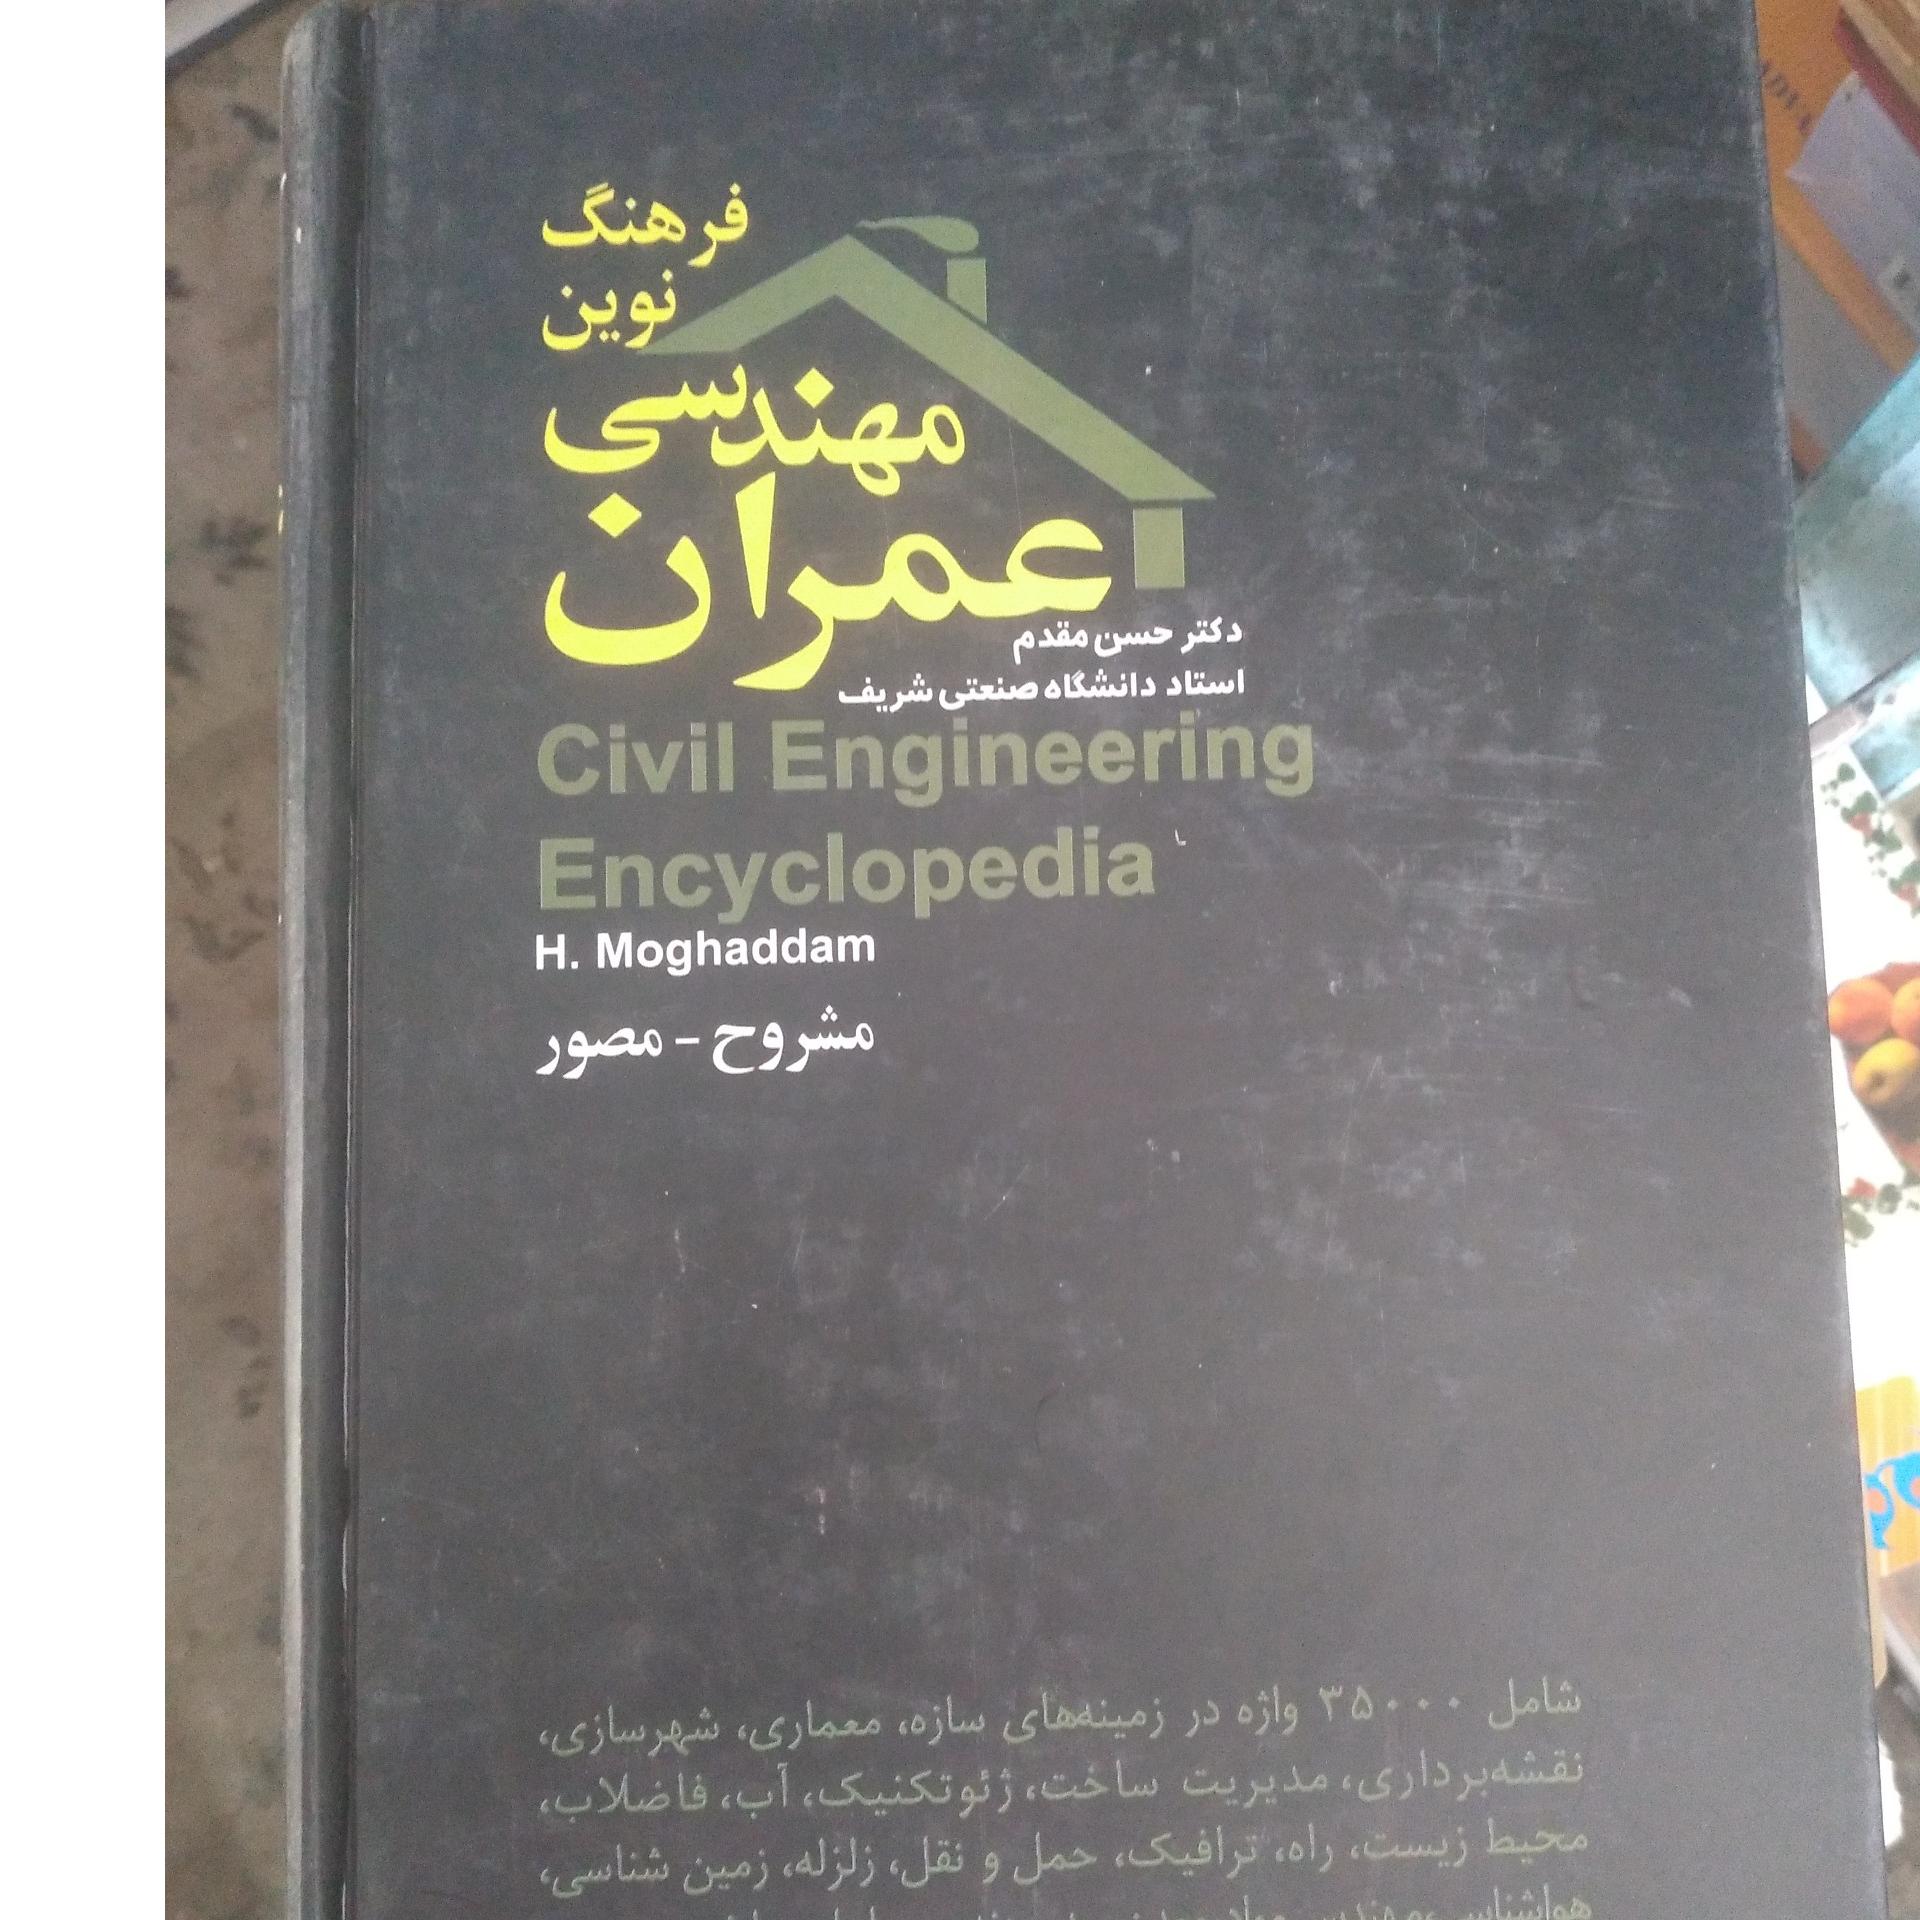 فرهنگ
نوین
مهندسی
عمران
دکتر حسن مقدم
استاد دانشگاه صنعتی شریف
Civil Engineering
Encyclopedia
H. Moghaddam
مشروح - مصور
شامل ۳۵۰۰۰ واژه در زمینه‌های سازه، معماری، شهرسازی،
نقشه‌برداری، مدیریت ساخت، ژئوتکنیک، آب، فاضلاب،
محیط زیست، راه، ترافیک، حمل و نقل، زلزله، زمین شناسی،
هواشناسی، مهندسی